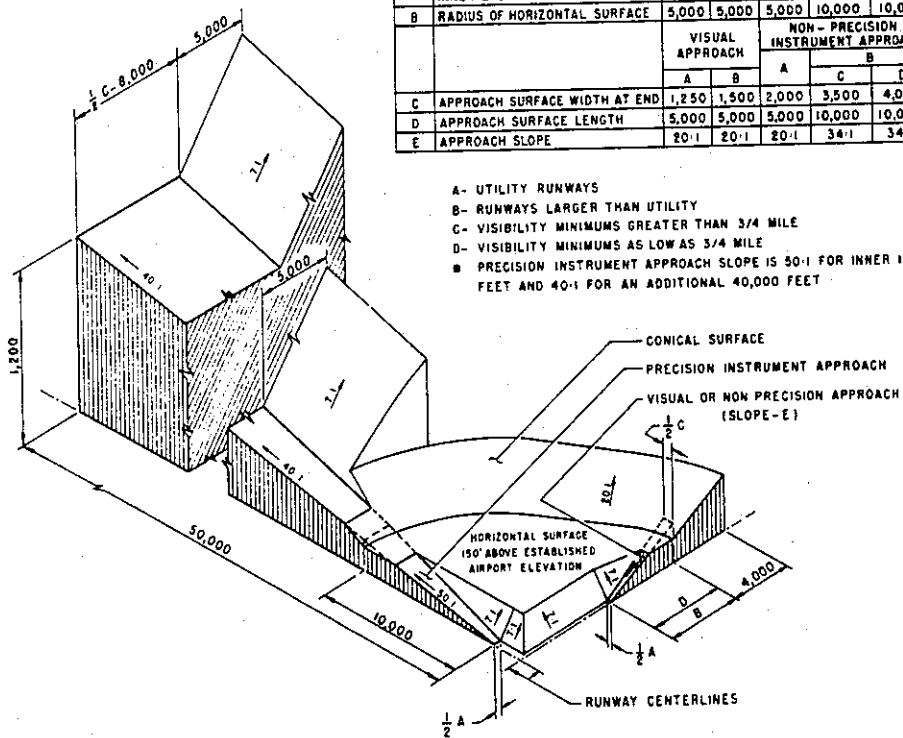 B RADIUS OF HORIZONTAL SURFACE 5,000 5,000 5,000 10,000
VISUAL APPROACH
NON-PRECISION
INSTRUMENT
A B A B
C
C APPROACH SURFACE WIDTH AT END 1,250 1,500 2,000 3,500
D APPROACH SURFACE LENGTH 5,000 5,000 5,000 10,000
E APPROACH SLOPE 20:1 20:1 20:1 34:1
A- UTILITY RUNWAYS
B- RUNWAYS LARGER THAN UTILITY
C- VISIBILITY MINIMUMS GREATER THAN 3/4 MILE
D- VISIBILITY MINIMUMS AS LOW AS 3/4 MILE
PRECISION INSTRUMENT APPROACH SLOPE IS 50:1 FOR INNER
FEET AND 40:1 FOR AN ADDITIONAL 40,000 FEET
5,000
1/2 C-8,000
7:1
40:1
5,000
1,200
7:1
CONICAL SURFACE
PRECISION INSTRUMENT APPROACH
VISUAL OR NON PRECISION APPROACH
(SLOPE-E)
1/2 C
40:1
20:1
50,000
HORIZONTAL SURFACE
150' ABOVE ESTABLISHED
AIRPORT ELEVATION
50:1
7:1
7:1
7:1
7:1
4,000
D
B
10,000
1/2 A
RUNWAY CENTERLINES
1/2 A